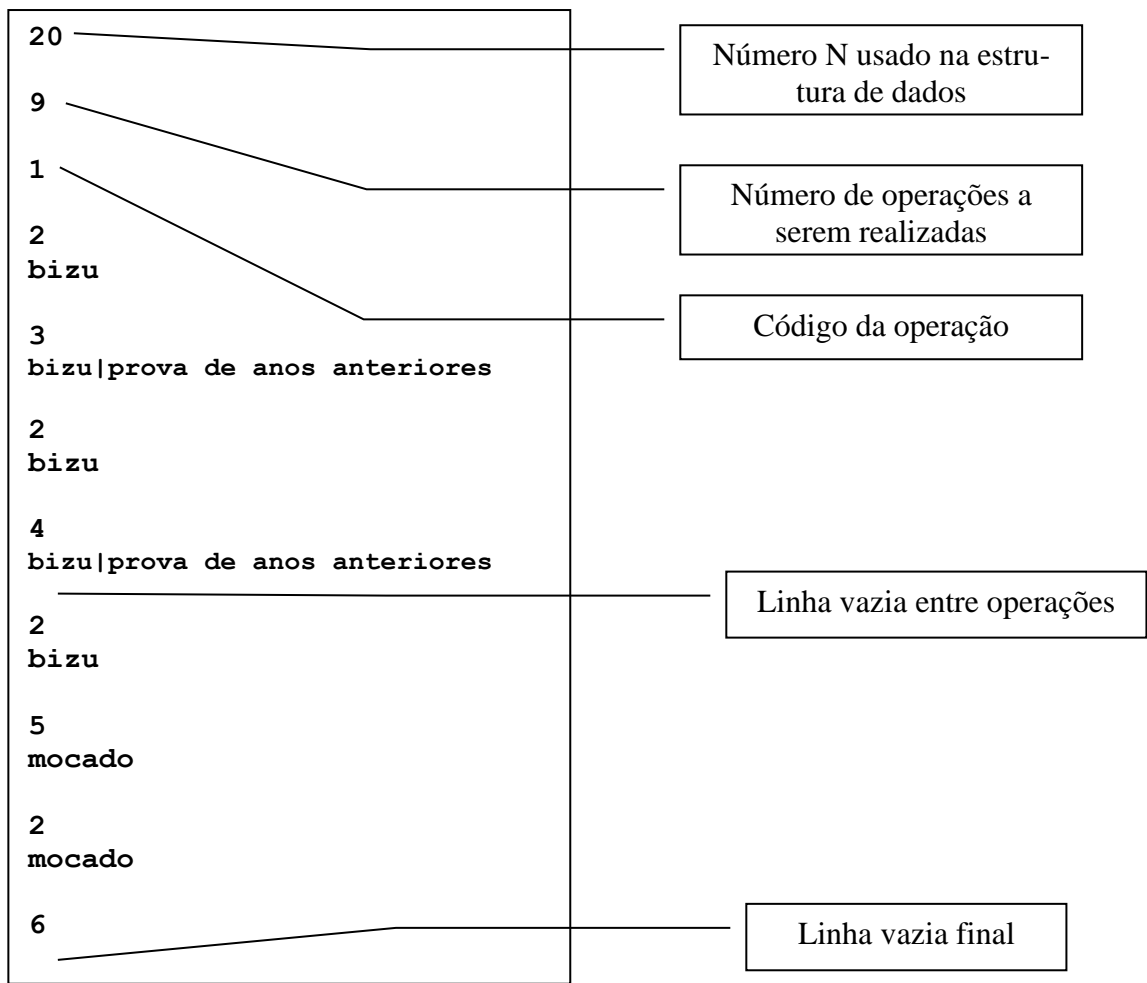 20
9
1
2
bizu
3
bizu|prova de anos anteriores
2
bizu
4
bizu|prova de anos anteriores
2
bizu
5
mocado
2
mocado
6
Número N usado na estru-
tura de dados
Número de operações a
serem realizadas
Código da operação
Linha vazia entre operações
Linha vazia final